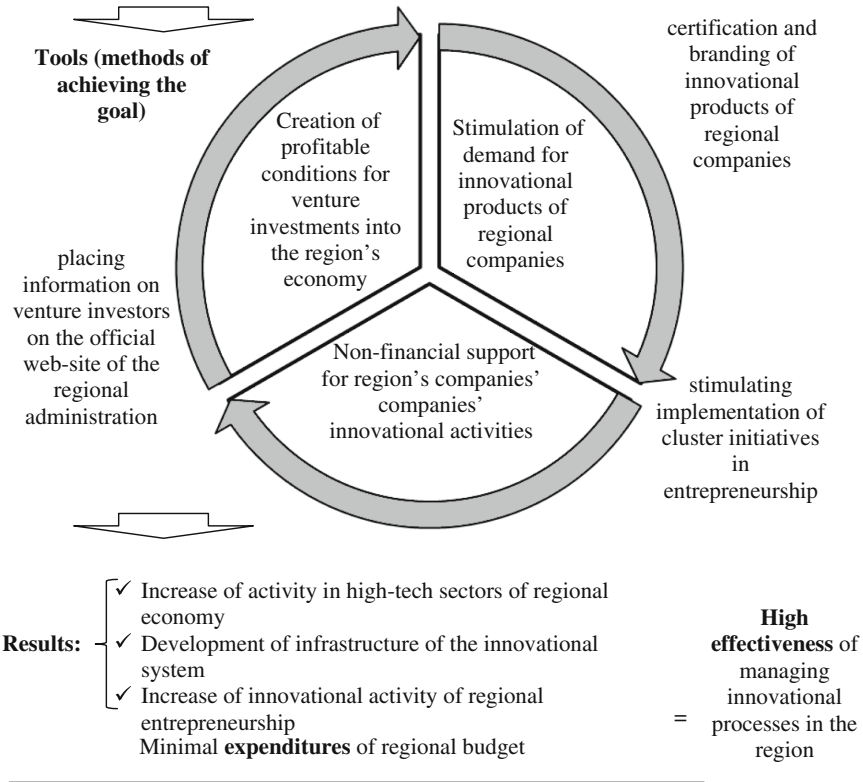 Tools (methods of
achieving the
goal)
certification and
branding of
innovational
products of
regional
companies
Creation of
profitable
conditions for
venture
investments into
the region's
economy
Stimulation of
demand for
innovational
products of
regional
companies
placing
information on
venture investors
on the official
web-site of the
regional
administration
Non-financial support
for region's companies'
companies'
innovational activities
stimulating
implementation of
cluster initiatives
in
entrepreneurship
Results:
✓ Increase of activity in high-tech sectors of regional
economy
✓ Development of infrastructure of the innovational
system
✓ Increase of innovational activity of regional
entrepreneurship
Minimal expenditures of regional budget
=
High
effectiveness of
managing
innovational
processes in the
region